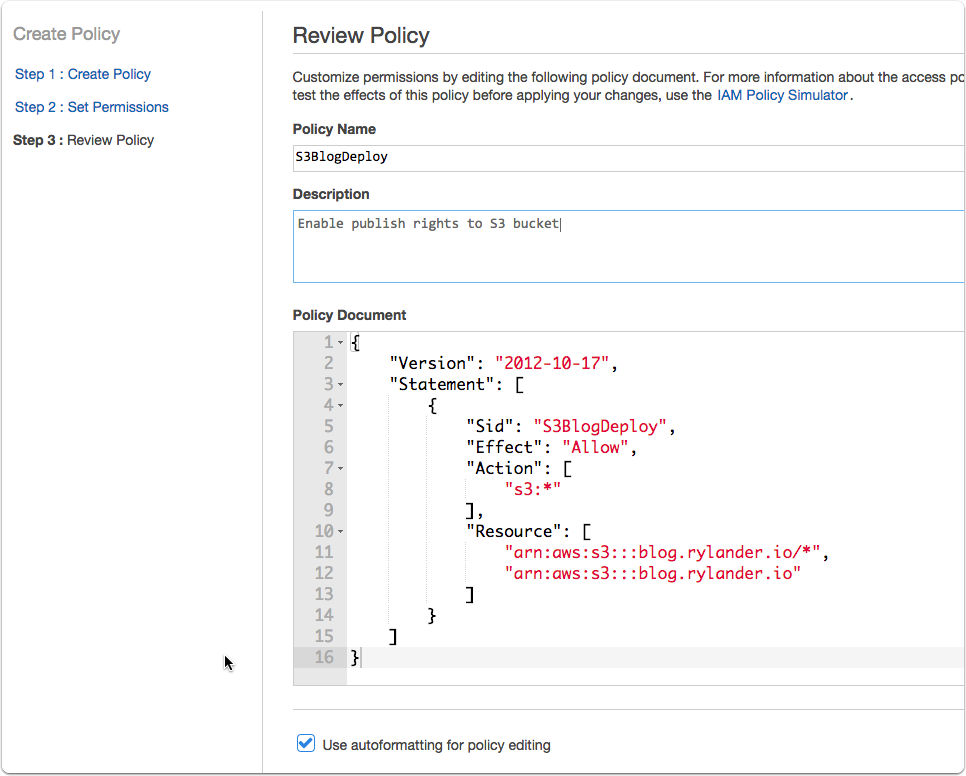 Create Policy
Step 1 : Create Policy
Step 2 : Set Permissions
Step 3 : Review Policy
Review Policy
Customize permissions by editing the following policy document. For more information about the access po
test the effects of this policy before applying your changes, use the IAM Policy Simulator.
Policy Name
S3BlogDeploy
Description
Enable publish rights to S3 bucket
Policy Document
1 {
2     "Version": "2012-10-17",
3     "Statement": [
4         {
5             "Sid": "S3BlogDeploy",
6             "Effect": "Allow",
7             "Action": [
8                 "s3:*"
9             ],
10             "Resource": [
11                 "arn:aws:s3:::blog.rylander.io/*",
12                 "arn:aws:s3:::blog.rylander.io"
13             ]
14         }
15     ]
16 }
Use autoformatting for policy editing